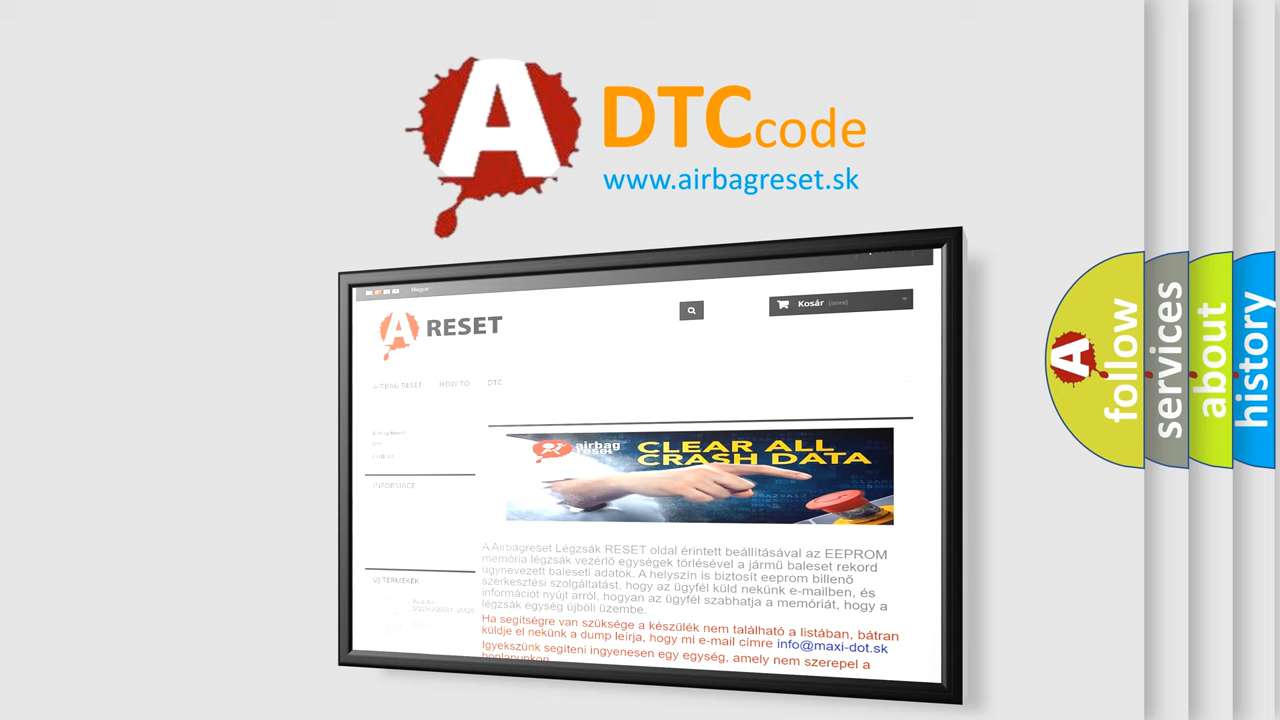 A
DTCcode
www.airbagreset.sk
Magyar
A RESET
Kosár (üres)
AIRBAG RESET HOW TO DTC
INFORMACE
airbag
reset
CLEAR ALL
CRASH DATA
A Airbagreset Légzsák RESET oldal érintett beállításával az EEPROM
memória légzsák vezérlő egységek törlésével a jármű baleset rekord
úgynevezett baleseti adatok. A helyszín is biztosít eeprom billenő
szerkesztési szolgáltatást, hogy az ügyfél küld nekünk e-mailben, és
információt nyújt arról, hogyan az ügyfél szabhatja a memóriát, hogy a
légzsák egység újbóli üzembe.
ÚJ TERMÉKEK
Ha segítségre van szüksége a készülék nem található a listában, bátran
küldje el nekünk a dump leírja, hogy mi e-mail címre info@maxi-dot.sk
Igyekszünk segíteni ingyenesen egy egység, amely nem szerepel a
honlapunkon
A
follow
services
about
history